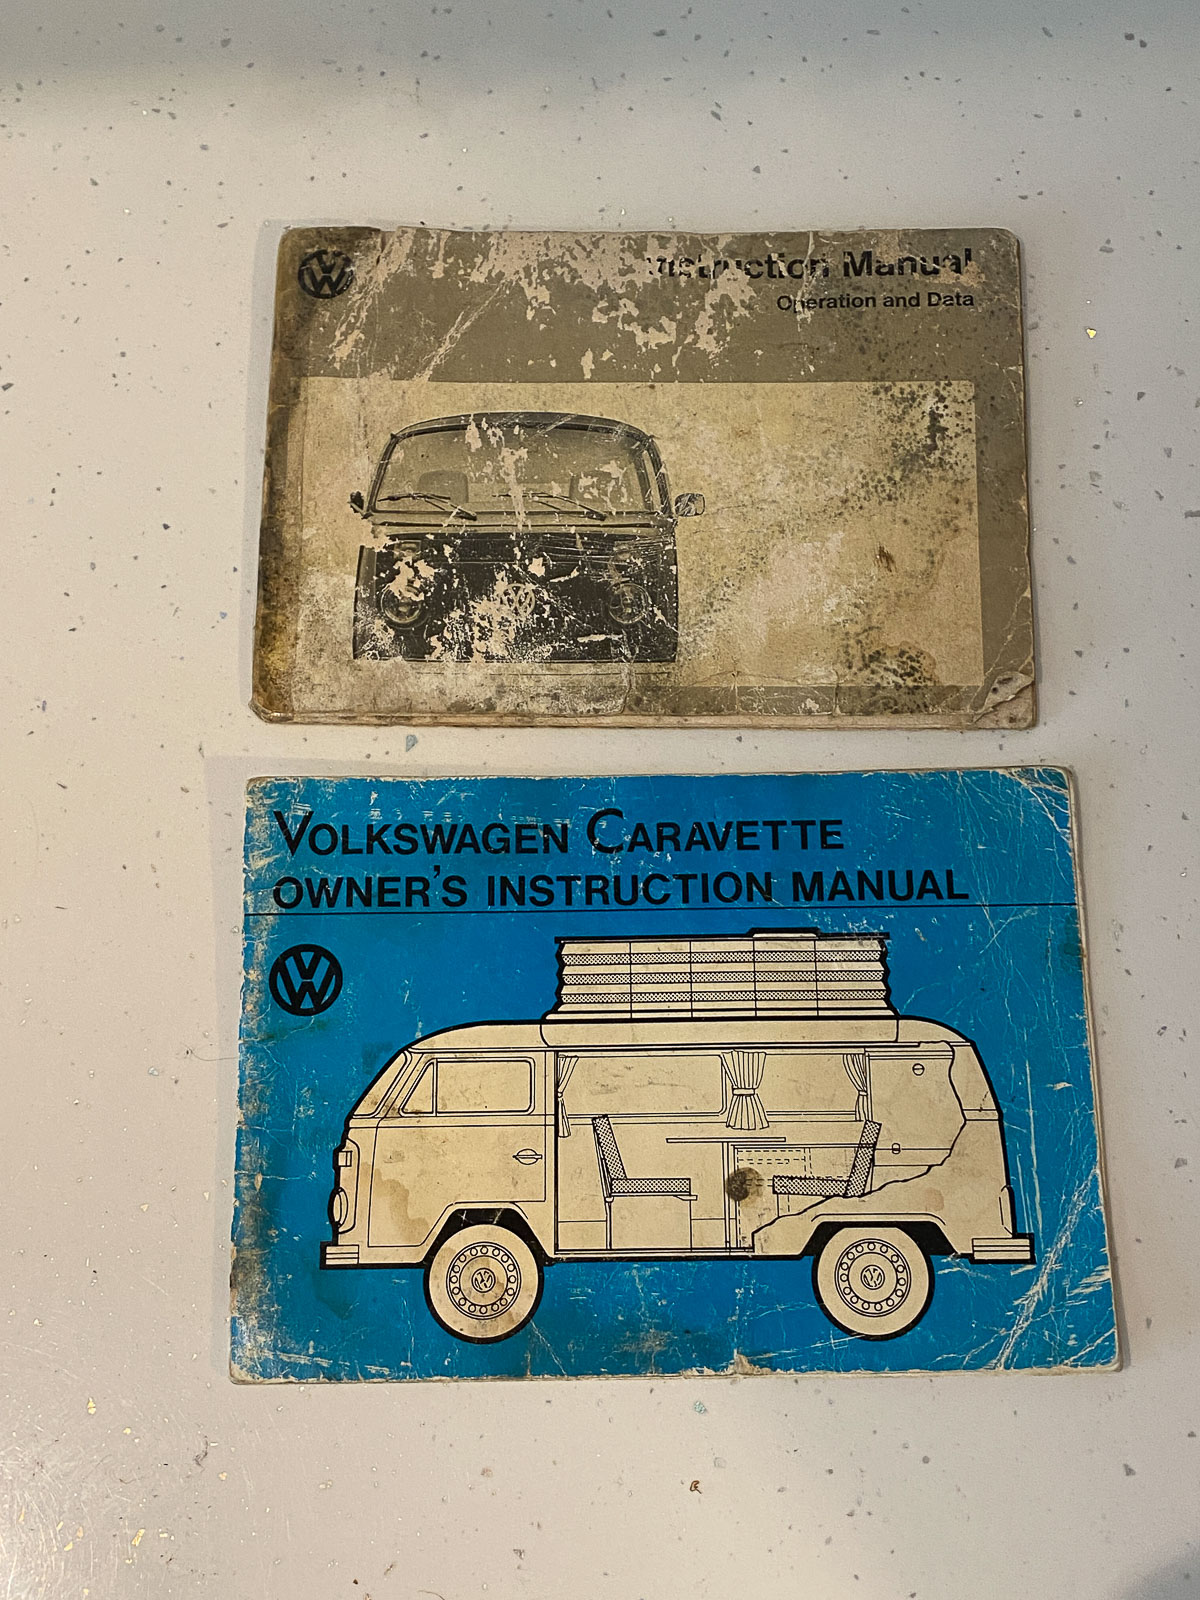 Instruction Manual
Operation and Data
VOLKSWAGEN CARAVETTE
OWNER'S INSTRUCTION MANUAL